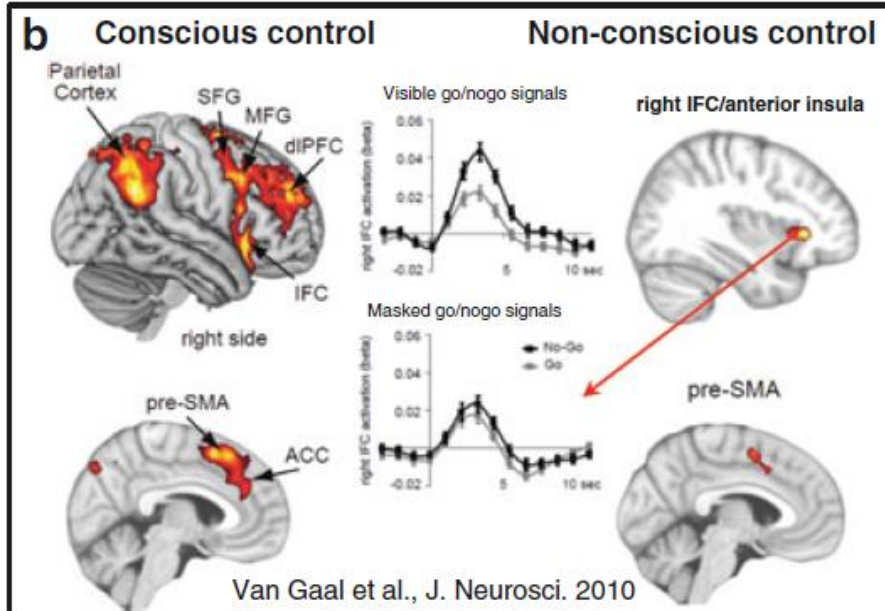 b Conscious control Non-conscious control
Parietal
Cortex
SFG
MFG
dlPFC
IFC
right side
Visible go/nogo signals
right IFC activation (beta)
0.06
0.04
0.02
0
-0.02
5
10 sec
right IFC/anterior insula
Masked go/nogo signals
right IFC activation (beta)
0.06
0.04
0.02
0
-0.02
No-Go
Go
5
10 sec
pre-SMA
ACC
pre-SMA
Van Gaal et al., J. Neurosci. 2010